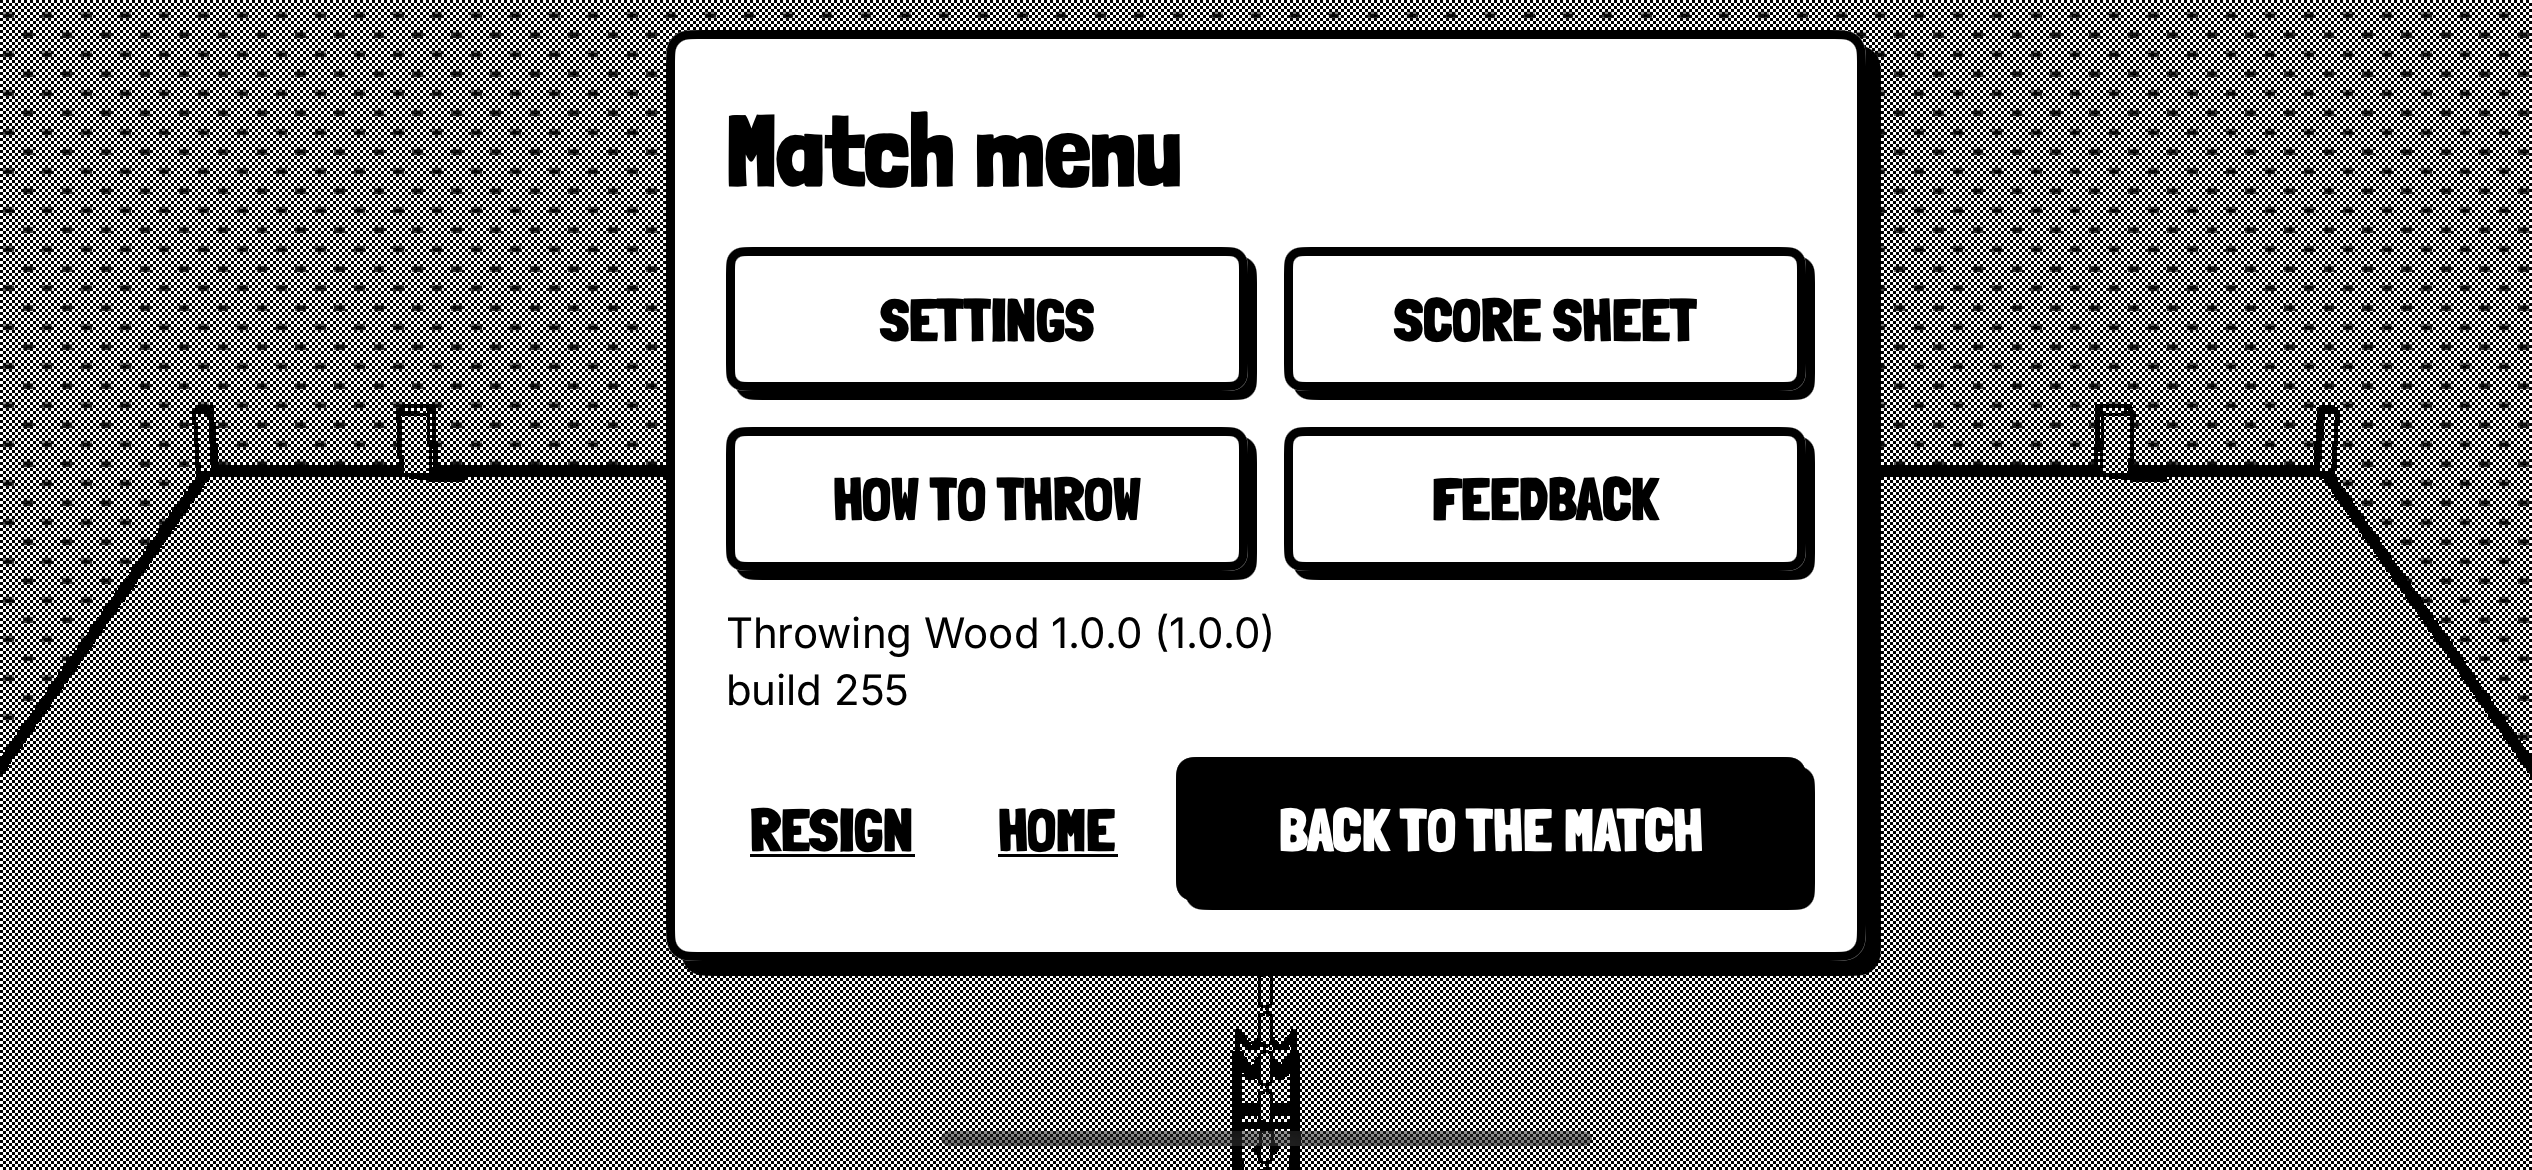 Match menu
SETTINGS
SCORE SHEET
HOW TO THROW
FEEDBACK
Throwing Wood 1.0.0 (1.0.0)
build 255
RESIGN
HOME
BACK TO THE MATCH